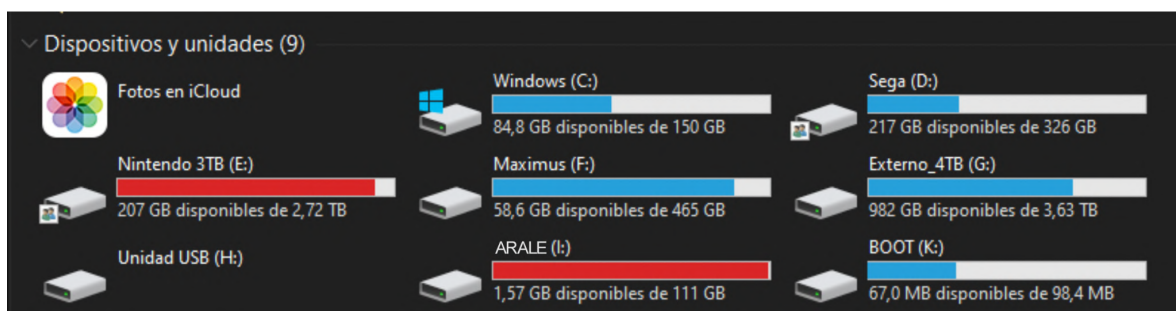 Dispositivos y unidades (9)
Fotos en iCloud
Windows (C:)
84,8 GB disponibles de 150 GB
Sega (D:)
217 GB disponibles de 326 GB
Nintendo 3TB (E:)
207 GB disponibles de 2,72 TB
Maximus (F:)
58,6 GB disponibles de 465 GB
Externo_4TB (G:)
982 GB disponibles de 3,63 TB
Unidad USB (H:)
ARALE (I:)
1,57 GB disponibles de 111 GB
BOOT (K:)
67,0 MB disponibles de 98,4 MB